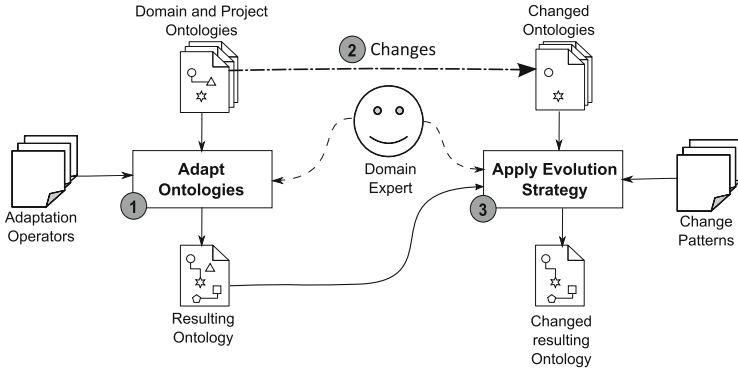 Domain and Project
Ontologies
Changed
Ontologies
2 Changes
Adapt
Ontologies
1
Domain
Expert
Apply Evolution
Strategy
3
Adaptation
Operators
Change
Patterns
Resulting
Ontology
Changed
resulting
Ontology